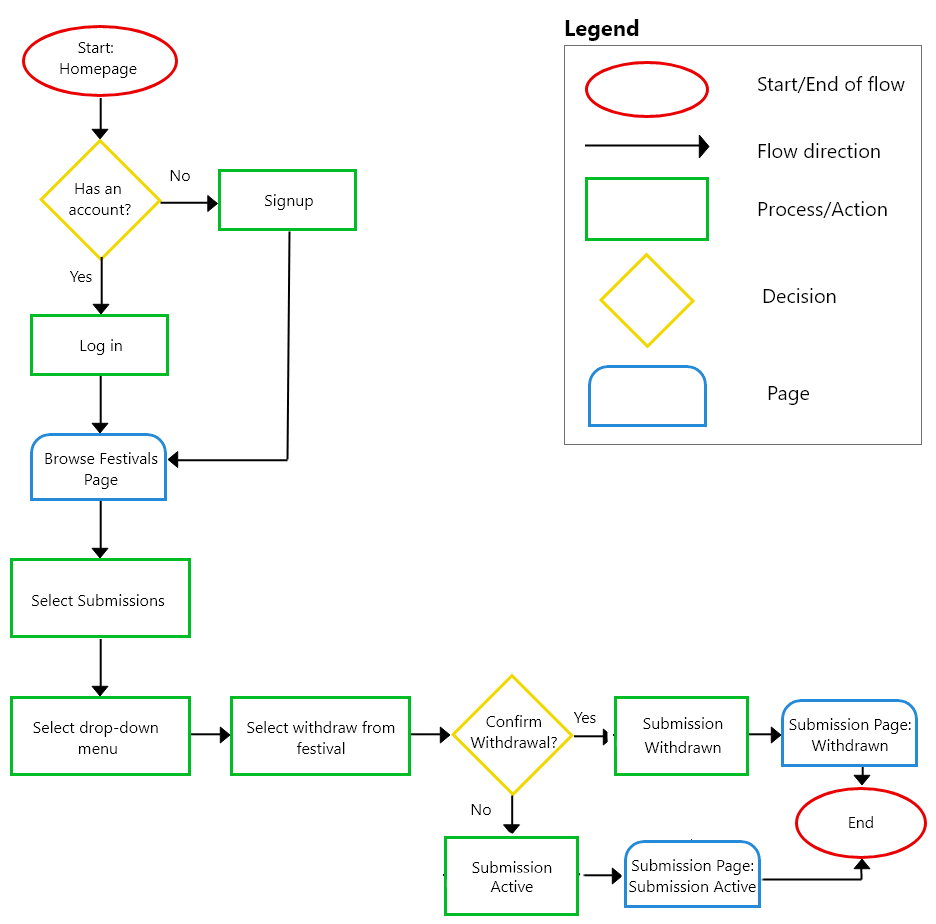 Start:
Homepage
Has an
account?
No
Signup
Yes
Log in
Browse Festivals
Page
Select Submissions
Select drop-down
menu
Select withdraw from
festival
Confirm
Withdrawal?
Yes
Submission
Withdrawn
Submission Page:
Withdrawn
No
Submission
Active
Submission Page:
Submission Active
End
Legend
Start/End of flow
Flow direction
Process/Action
Decision
Page